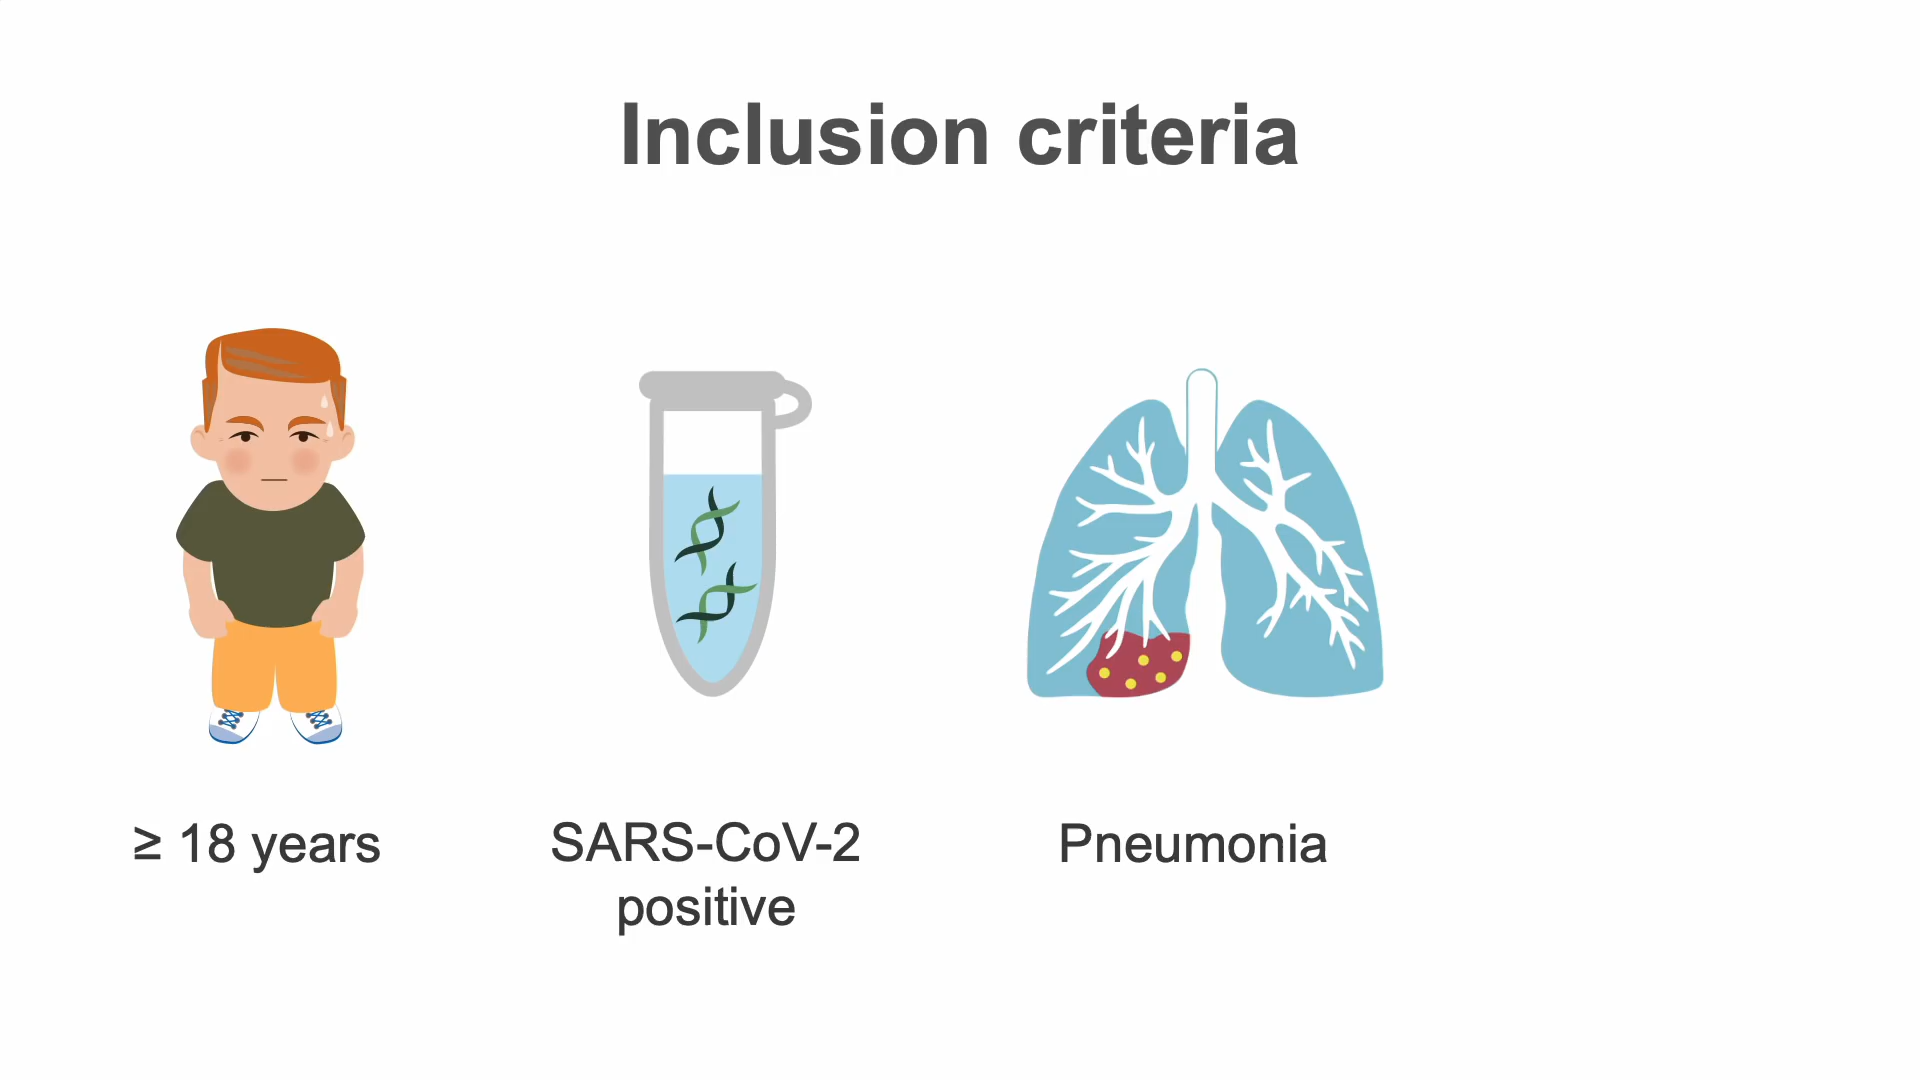 Inclusion criteria
≥ 18 years
SARS-CoV-2
positive
Pneumonia